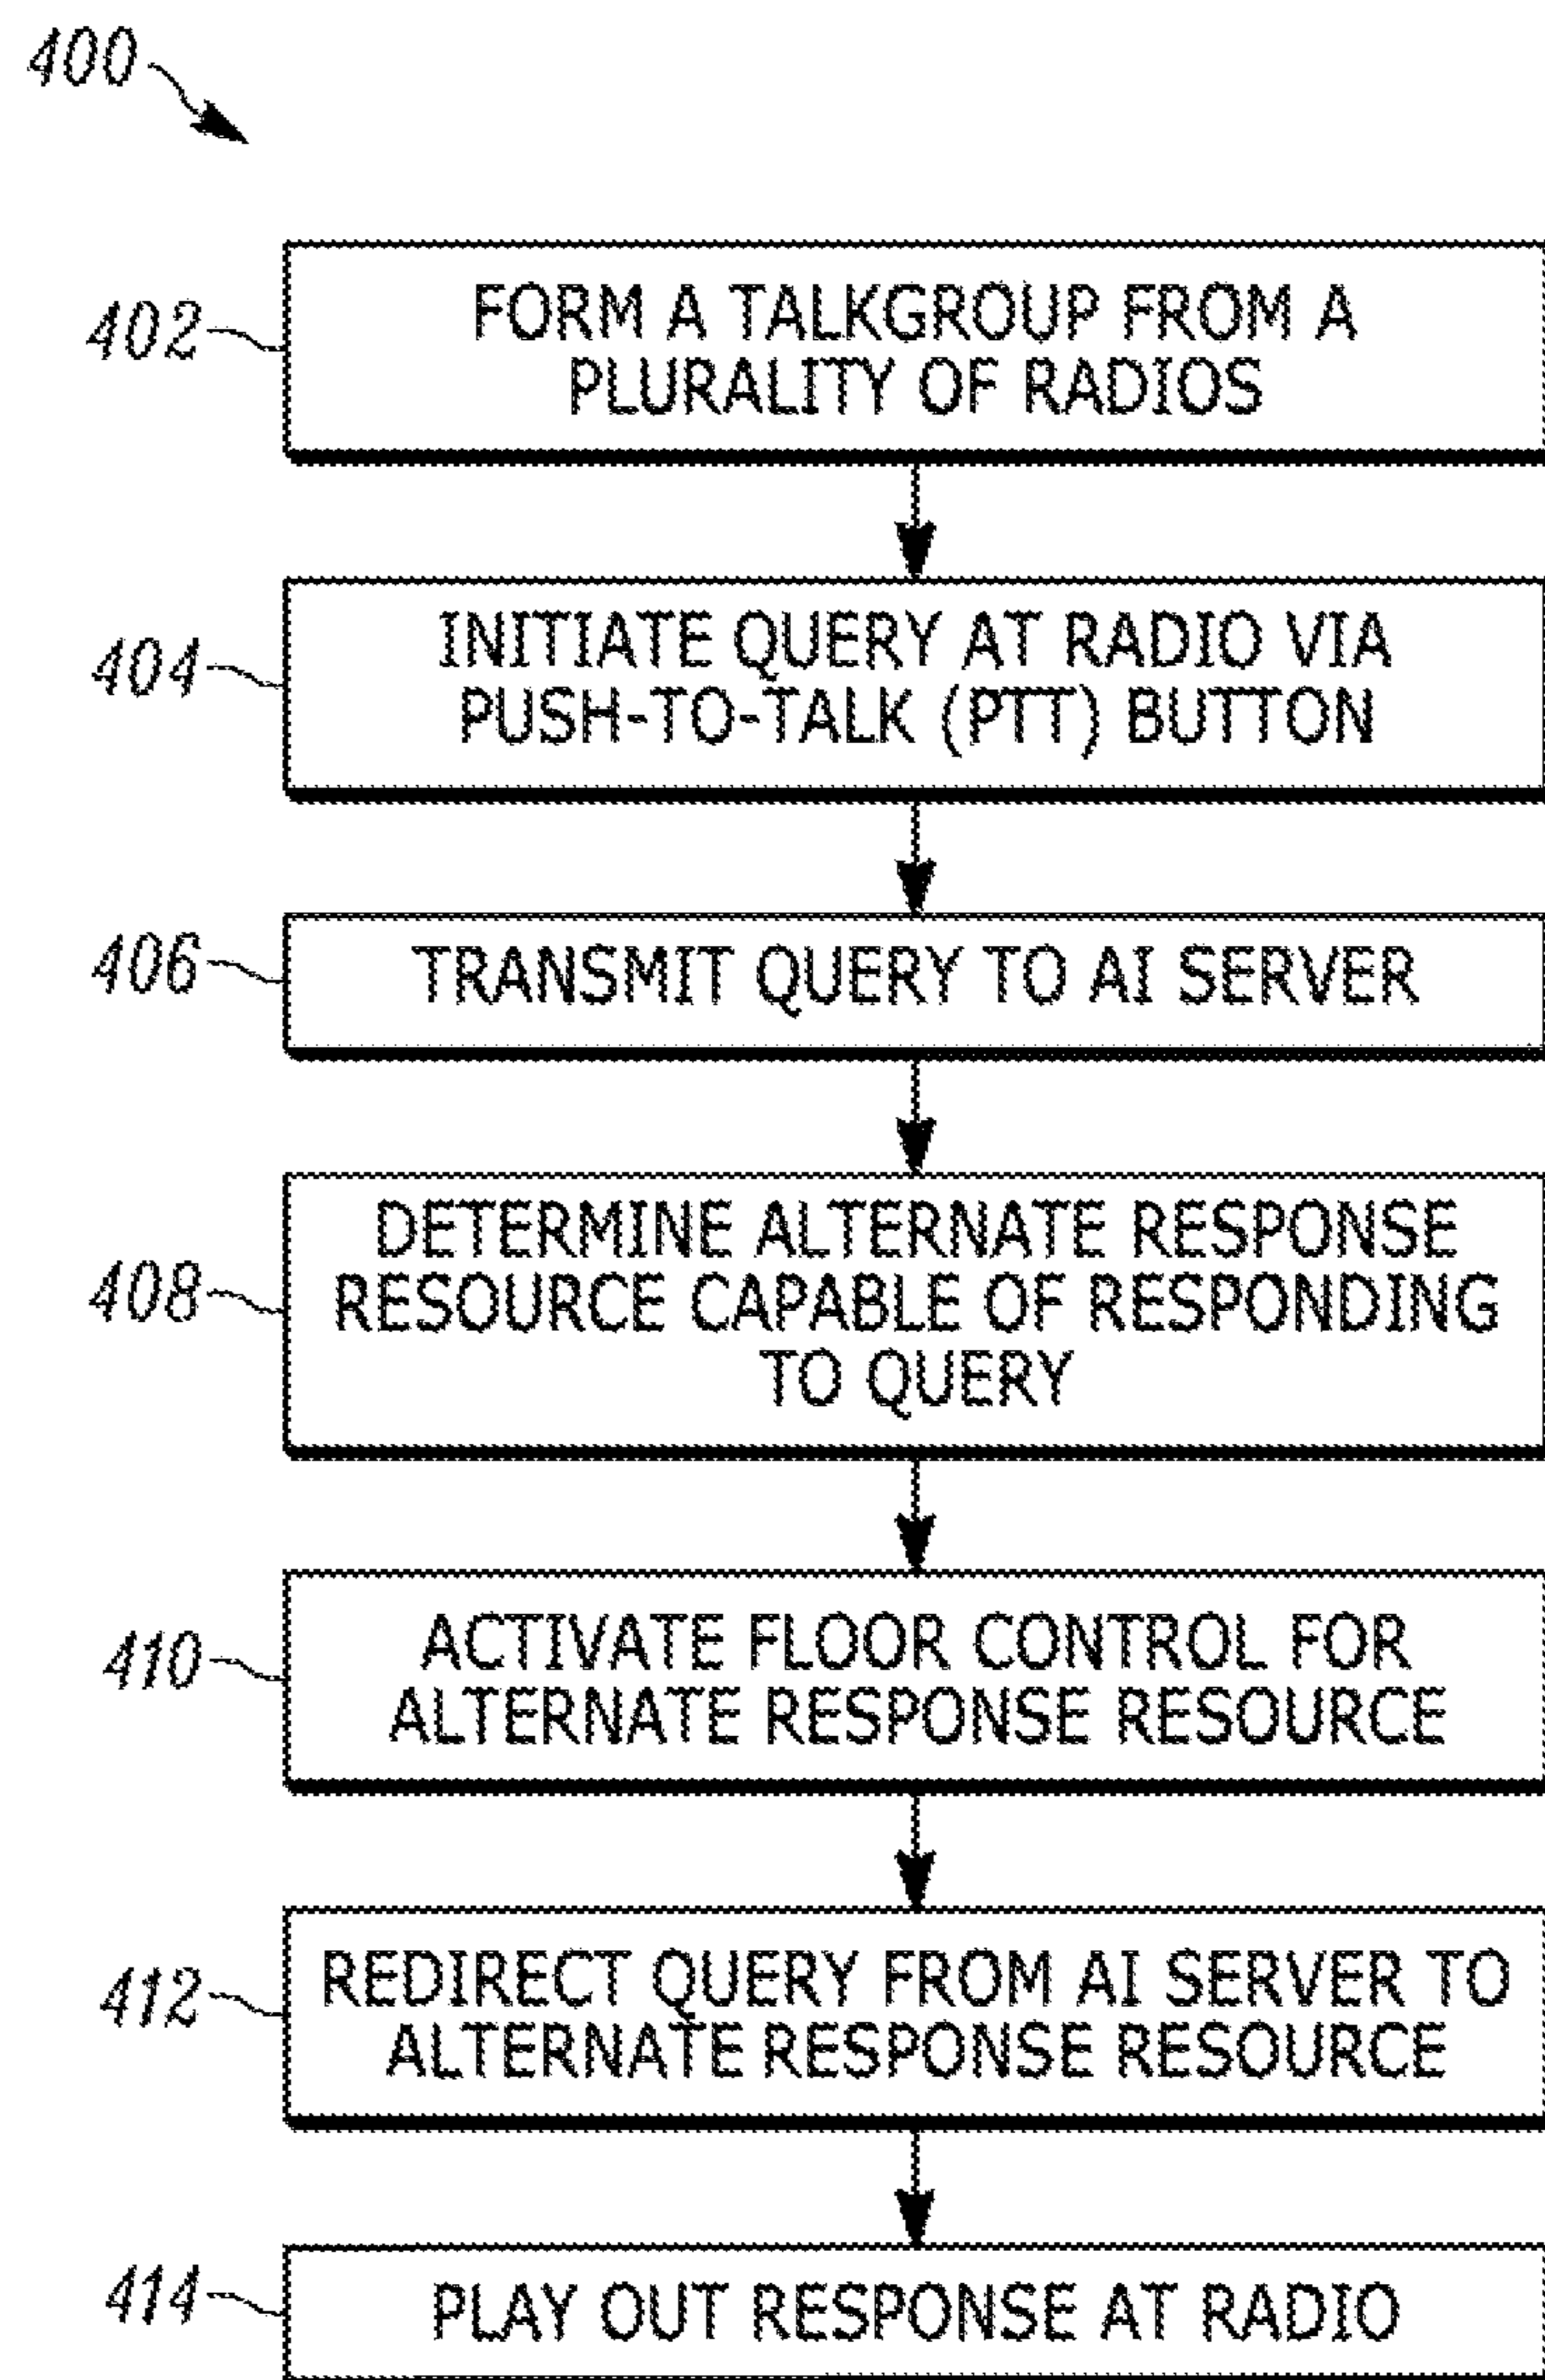 400
402
FORM A TALKGROUP FROM A
PLURALITY OF RADIOS
404
INITIATE QUERY AT RADIO VIA
PUSH-TO-TALK (PTT) BUTTON
406
TRANSMIT QUERY TO AI SERVER
408
DETERMINE ALTERNATE RESPONSE
RESOURCE CAPABLE OF RESPONDING
TO QUERY
410
ACTIVATE FLOOR CONTROL FOR
ALTERNATE RESPONSE RESOURCE
412
REDIRECT QUERY FROM AI SERVER TO
ALTERNATE RESPONSE RESOURCE
414
PLAY OUT RESPONSE AT RADIO